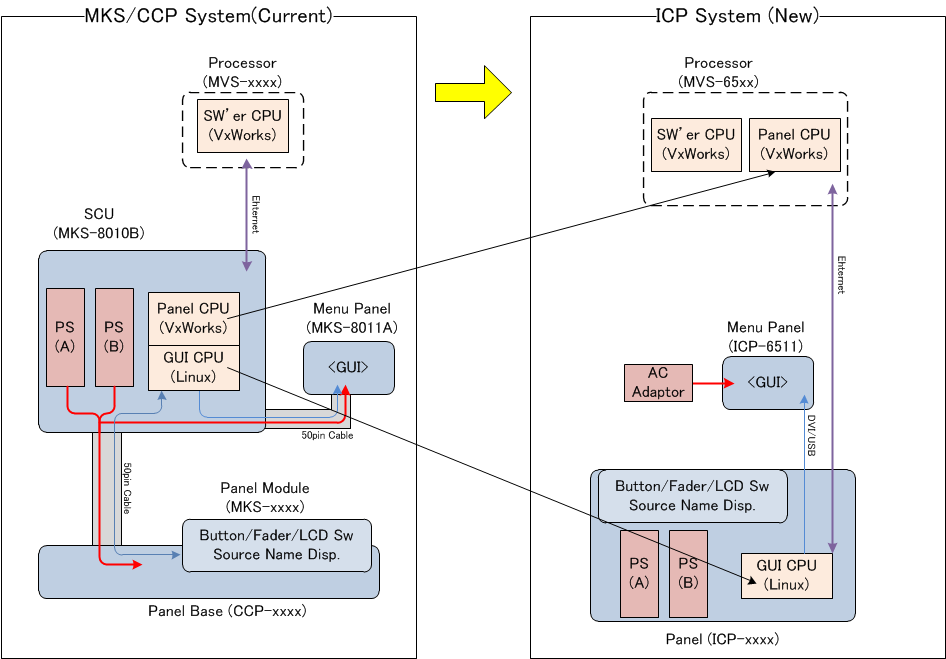 MKS/CCP System(Current)
Processor
(MVS-xxxx)
SW'er CPU
(VxWorks)
Ehternet
SCU
(MKS-8010B)
PS
(A)
PS
(B)
Panel CPU
(VxWorks)
GUI CPU
(Linux)
Menu Panel
(MKS-8011A)
<GUI>
50pin Cable
50pin Cable
Panel Module
(MKS-xxxx)
Button/Fader/LCD Sw
Source Name Disp.
Panel Base (CCP-xxxx)
ICP System (New)
Processor
(MVS-65xx)
SW'er CPU
(VxWorks)
Panel CPU
(VxWorks)
Ehternet
Menu Panel
(ICP-6511)
<GUI>
AC
Adaptor
DVI/USB
Button/Fader/LCD Sw
Source Name Disp.
PS
(A)
PS
(B)
GUI CPU
(Linux)
Panel (ICP-xxxx)